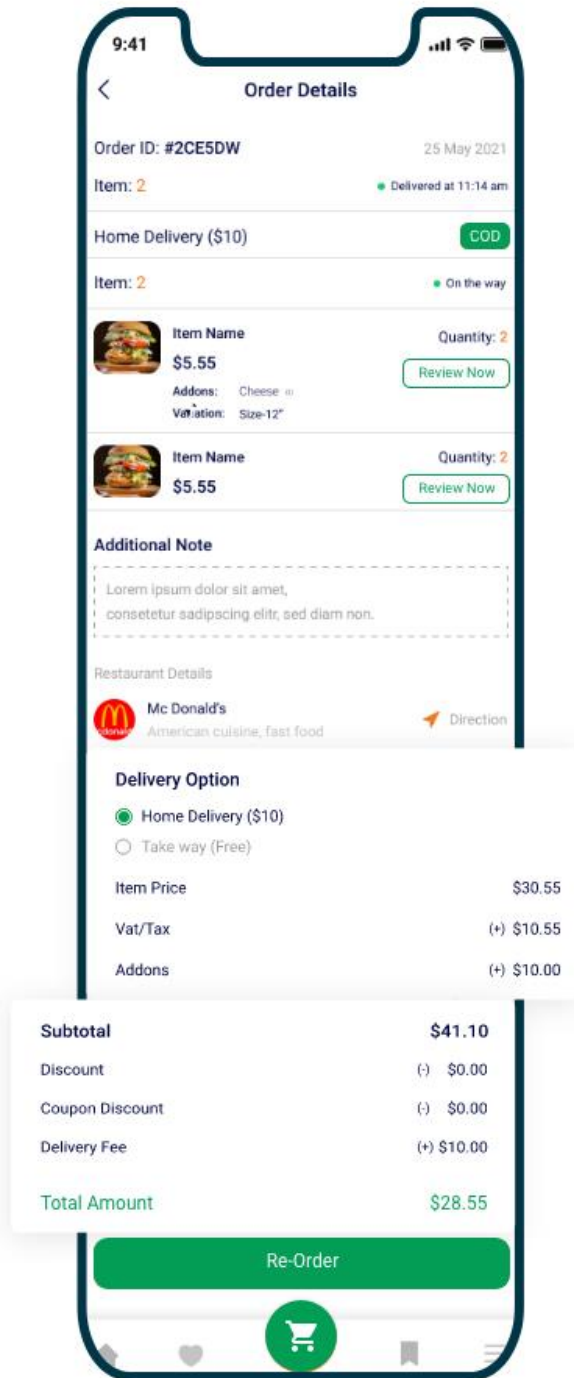 9:41
Order Details
Order ID: #2CE5DW 25 May 2021
Item: 2 Delivered at 11:14 am
Home Delivery ($10) COD
Item: 2 On the way
Item Name Quantity: 2
$5.55 Review Now
Addons: Cheese
Variation: Size-12"
Item Name Quantity: 2
$5.55 Review Now
Additional Note
Lorem ipsum dolor sit amet,
consetetur sadipscing elitr, sed diam non.
Restaurant Details
Mc Donald's
American cuisine, fast food Direction
Delivery Option
Home Delivery ($10)
Take way (Free)
Item Price $30.55
Vat/Tax (+) $10.55
Addons (+) $10.00
Subtotal $41.10
Discount (-) $0.00
Coupon Discount (-) $0.00
Delivery Fee (+) $10.00
Total Amount $28.55
Re-Order